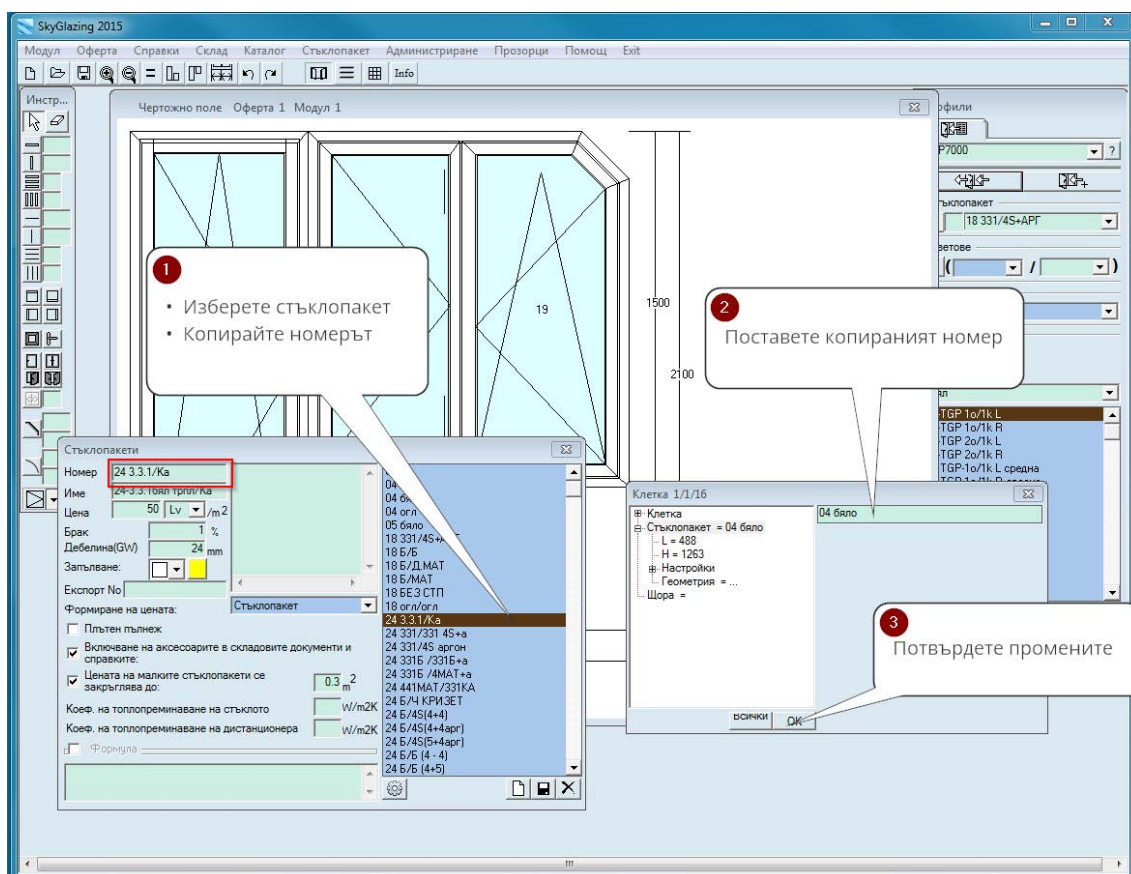 SkyGlazing 2015
Модул Оферта Справки Склад Каталог Стъклопакет Администриране Прозорци Помощ Exit
Info
Инстр...
Чертожно поле Оферта 1 Модул 1
P7000
?
18 331/4S+АРГ
( / )
1
• Изберете стъклопакет
• Копирайте номерът
19
1500
2100
2
Поставете копираният номер
-TGP 1o/1k L
-TGP 1o/1k R
-TGP 2o/1k L
-TGP 2o/1k R
-TGP-1o/1k L средна
Стъклопакети
Номер 24 3.3.1/Ka
Име
Цена 50 Lv /m2
Брак 1 %
Дебелина(GW) 24 mm
Запълване:
Експорт No
Формиране на цената: Стъклопакет
Плътен пълнеж
Включване на аксесоарите в складовите документи и
справките:
Цената на малките стъклопакети се
закръглява до: 0.3 m2
Коеф. на топлопреминаване на стъклото W/m2K
Коеф. на топлопреминаване на дистанционера W/m2K
Формула
04 огл
05 бяло
18 Б/Б
18 Б/Д.МАТ
18 Б/МАТ
18 БЕЗ СТП
18 огл/огл
24 3.3.1/Ka
24 331/331 4S+a
24 331/4S аргон
24 331Б /331Б+a
24 331Б /4МАТ+a
24 441МАТ/331КА
24 Б/Ч КРИЗЕТ
24 Б/4S(4+4)
24 Б/4S(4+4арг)
24 Б/4S(5+4арг)
24 Б/Б (4 - 4)
24 Б/Б (4+5)
Клетка 1/1/16
Клетка
Стъклопакет = 04 бяло
L = 488
H = 1263
Настройки
Геометрия = ...
Щора =
04 бяло
Всички OK
3
Потвърдете промените